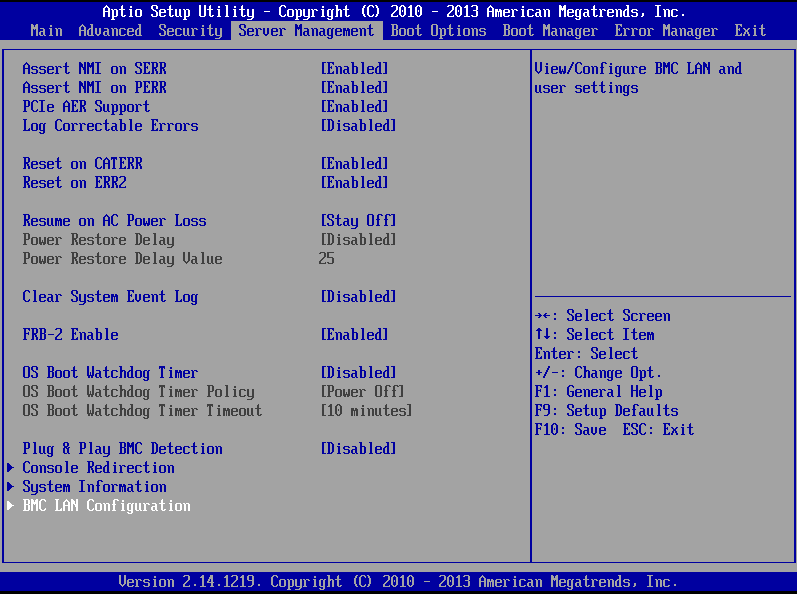 Aptio Setup Utility - Copyright (C) 2010 - 2013 American Megatrends, Inc.
Main Advanced Security Server Management Boot Options Boot Manager Error Manager Exit
Assert NMI on SERR [Enabled]
Assert NMI on PERR [Enabled]
PCIe AER Support [Enabled]
Log Correctable Errors [Disabled]
Reset on CATERR [Enabled]
Reset on ERR2 [Enabled]
Resume on AC Power Loss [Stay Off]
Power Restore Delay [Disabled]
Power Restore Delay Value 25
Clear System Event Log [Disabled]
FRB-2 Enable [Enabled]
OS Boot Watchdog Timer [Disabled]
OS Boot Watchdog Timer Policy [Power Off]
OS Boot Watchdog Timer Timeout [10 minutes]
Plug & Play BMC Detection [Disabled]
Console Redirection
System Information
BMC LAN Configuration
View/Configure BMC LAN and
user settings
→←: Select Screen
↑↓: Select Item
Enter: Select
+/-: Change Opt.
F1: General Help
F9: Setup Defaults
F10: Save ESC: Exit
Version 2.14.1219. Copyright (C) 2010 - 2013 American Megatrends, Inc.